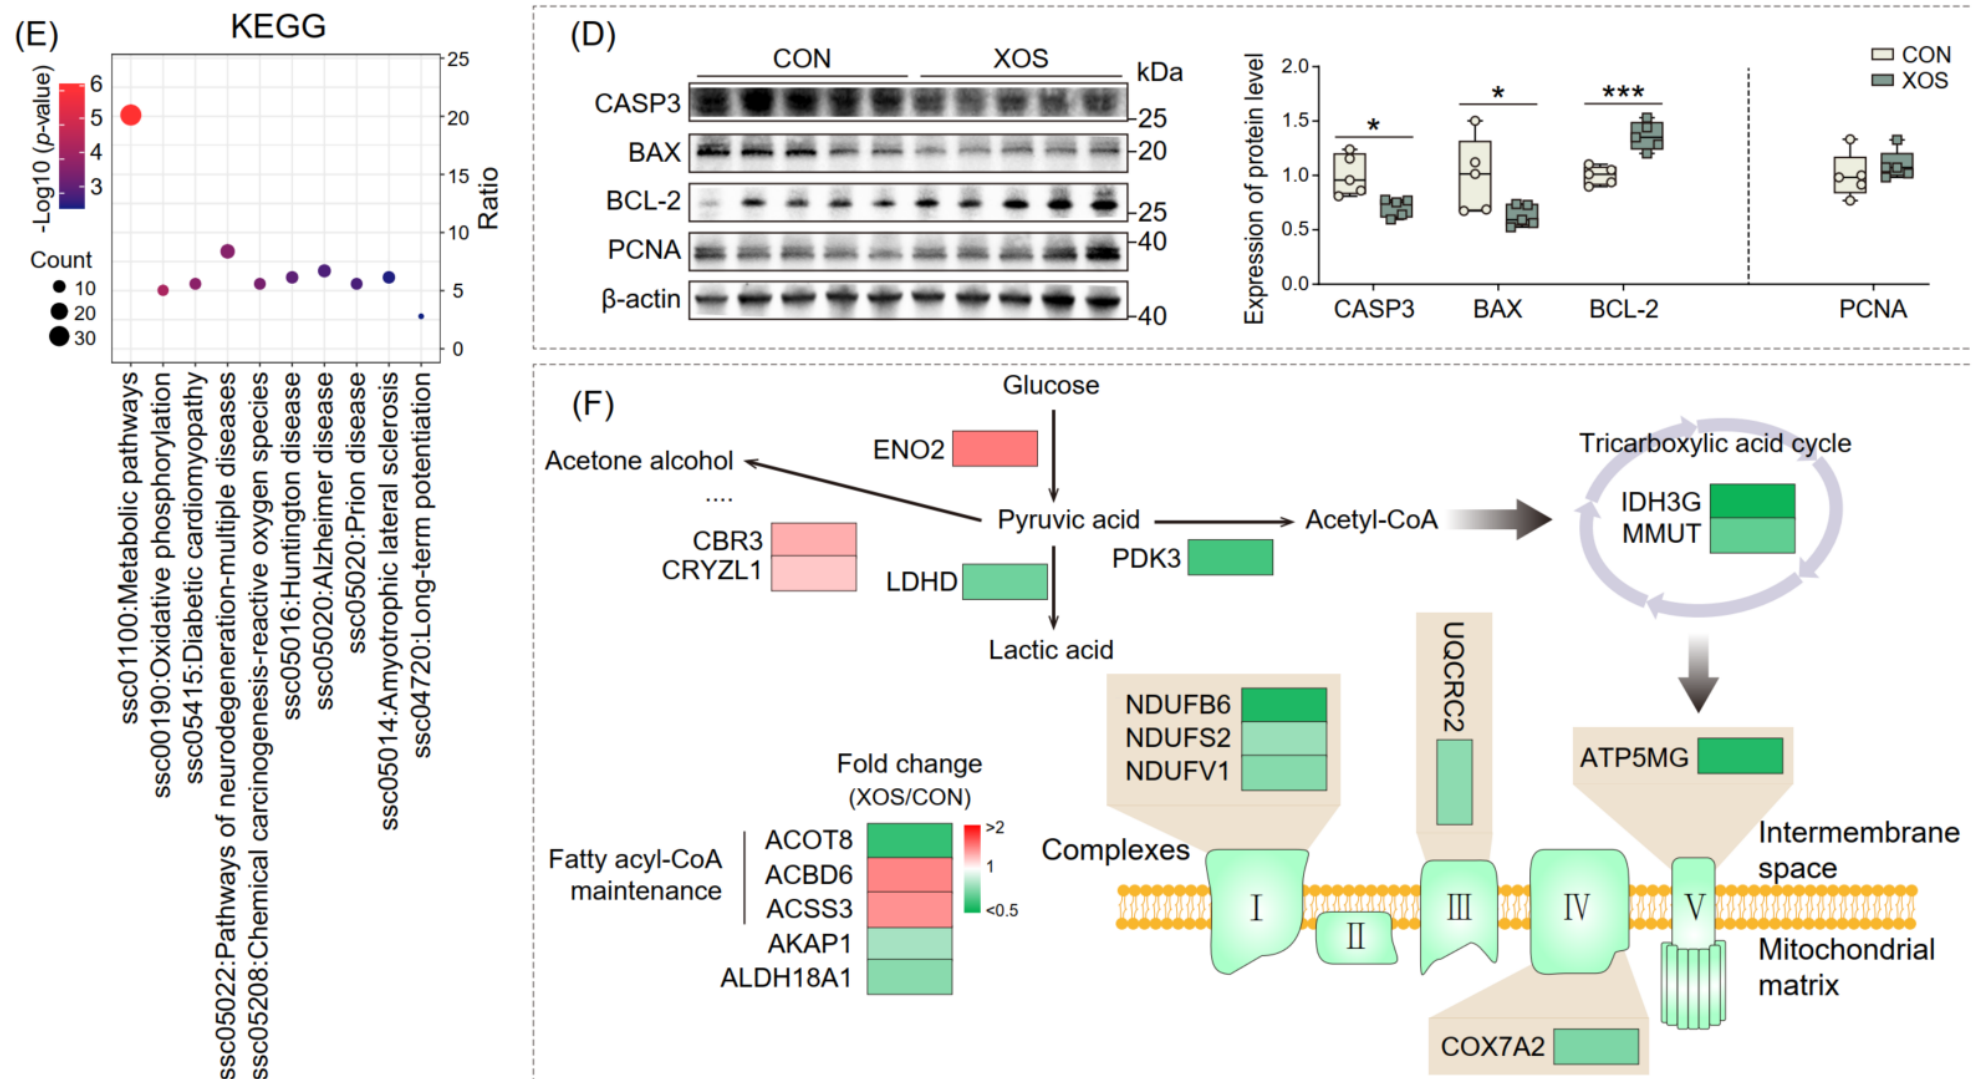 (E)
KEGG
-Log10 (p-value)
6
5
4
3
Count
10
20
30
25
20
15
10
5
0
Ratio
ssc01100:Metabolic pathways
ssc00190:Oxidative phosphorylation
ssc05415:Diabetic cardiomyopathy
ssc05022:Pathways of neurodegeneration-multiple diseases
ssc05208:Chemical carcinogenesis-reactive oxygen species
ssc05016:Huntington disease
ssc05020:Alzheimer disease
ssc05020:Prion disease
ssc05014:Amyotrophic lateral sclerosis
ssc04720:Long-term potentiation
(D)
CON
XOS
kDa
CASP3
25
BAX
20
BCL-2
25
PCNA
40
β-actin
40
Expression of protein level
2.0
1.5
1.0
0.5
0.0
*
*
***
CASP3
BAX
BCL-2
PCNA
CON
XOS
(F)
Glucose
ENO2
Acetone alcohol
....
Pyruvic acid
Acetyl-CoA
CBR3
CRYZL1
LDHD
PDK3
Lactic acid
Tricarboxylic acid cycle
IDH3G
MMUT
NDUFB6
NDUFS2
NDUFV1
UQCRC2
ATP5MG
Fold change
(XOS/CON)
>2
1
<0.5
Fatty acyl-CoA
maintenance
ACOT8
ACBD6
ACSS3
AKAP1
ALDH18A1
Complexes
I
II
III
IV
V
Intermembrane
space
Mitochondrial
matrix
COX7A2